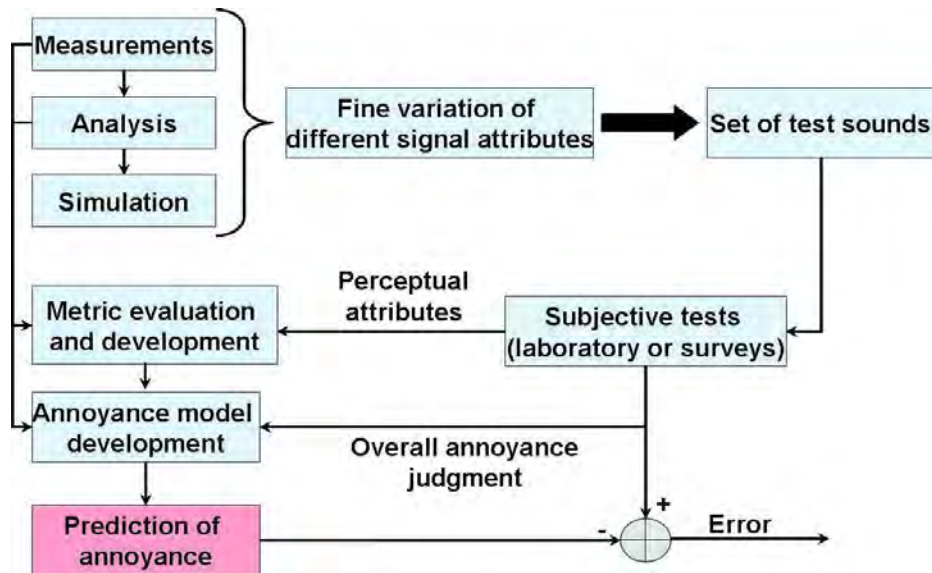 Measurements
Analysis
Simulation
Fine variation of
different signal attributes
Set of test sounds
Perceptual
attributes
Metric evaluation
and development
Subjective tests
(laboratory or surveys)
Annoyance model
development
Overall annoyance
judgment
Prediction of
annoyance
-
+
Error